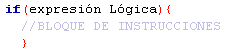 if(expresión Lógica){
//BLOQUE DE INSTRUCCIONES
}